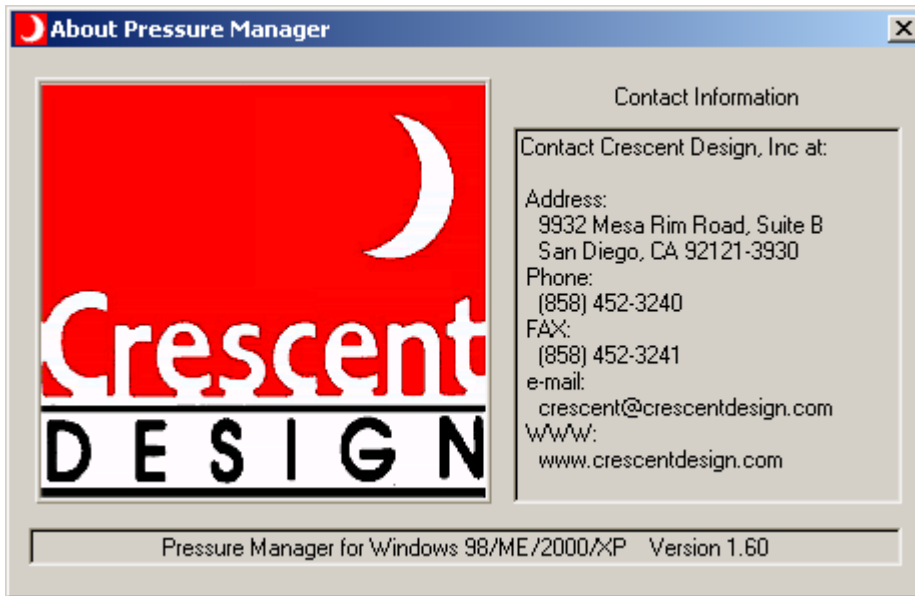 About Pressure Manager
Crescent
DESIGN
Contact Information
Contact Crescent Design, Inc at:
Address:
9932 Mesa Rim Road, Suite B
San Diego, CA 92121-3930
Phone:
(858) 452-3240
FAX:
(858) 452-3241
e-mail:
crescent@crescentdesign.com
WWW:
www.crescentdesign.com
Pressure Manager for Windows 98/ME/2000/XP Version 1.60